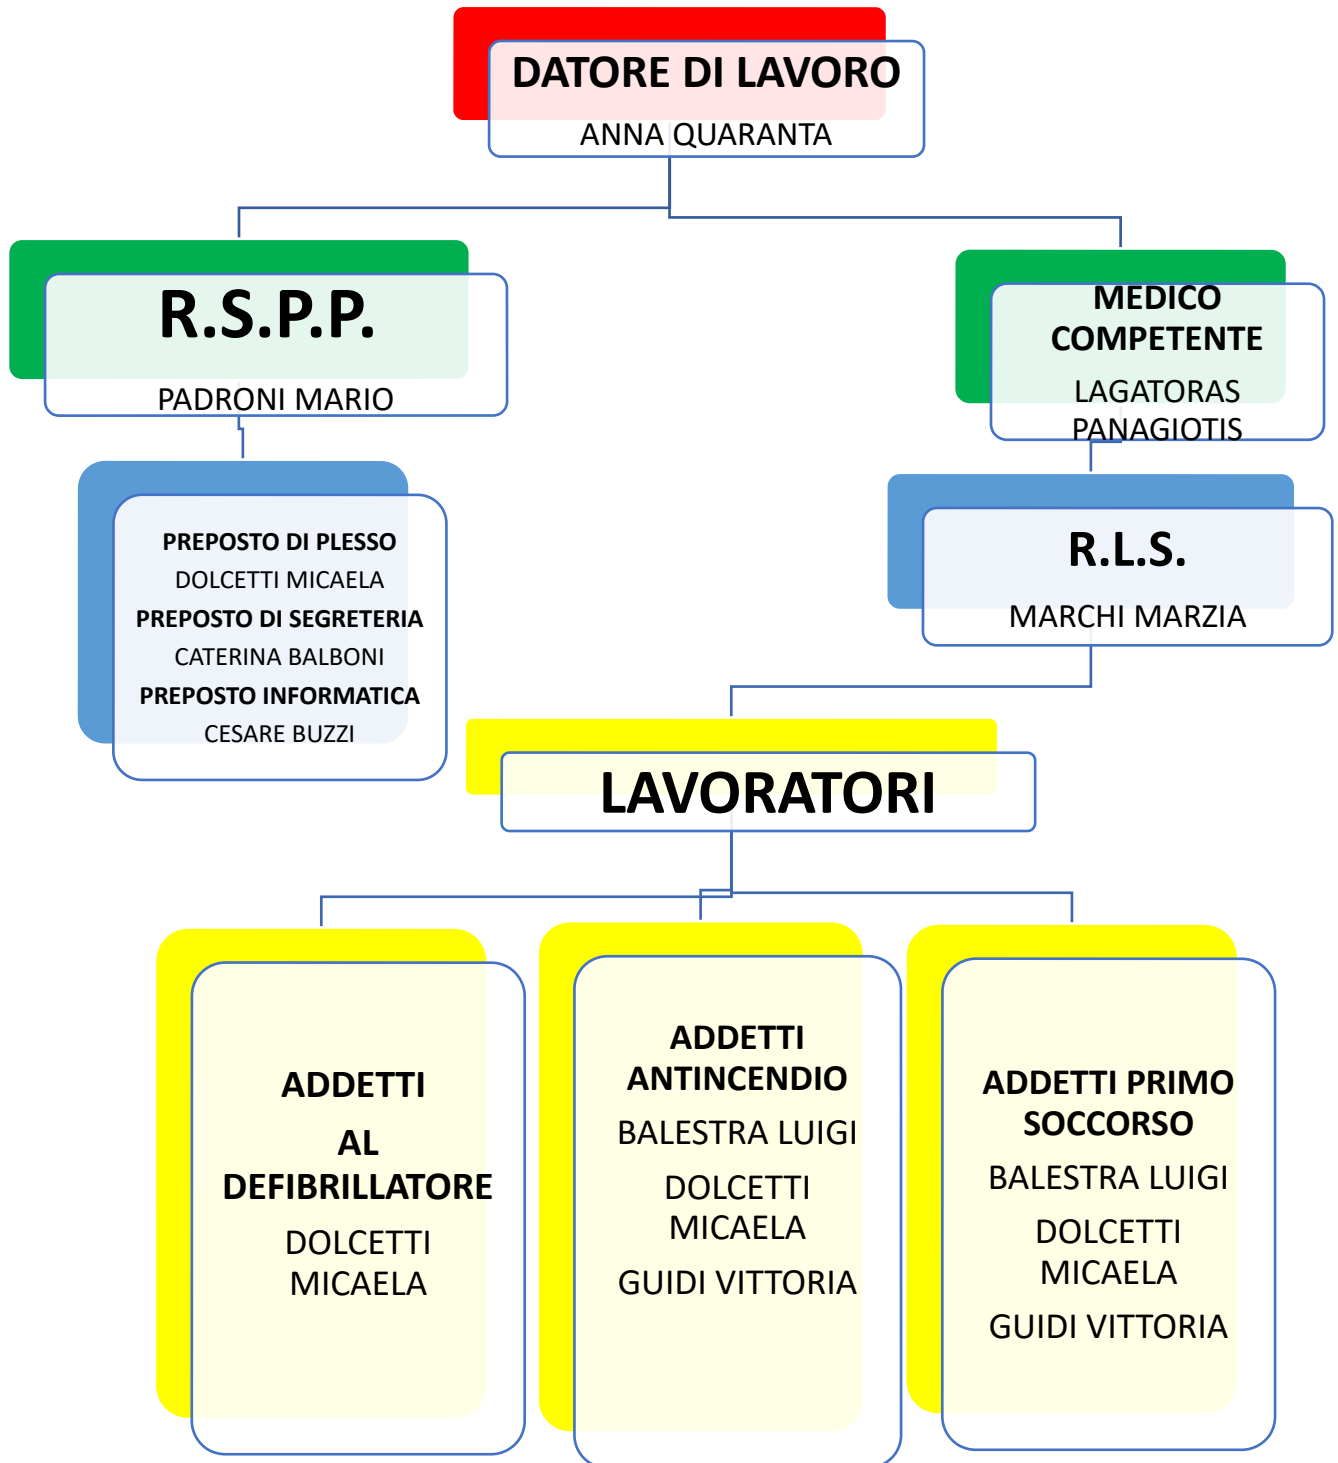 DATORE DI LAVORO
ANNA QUARANTA
R.S.P.P.
PADRONI MARIO
MEDICO
COMPETENTE
LAGATORAS
PANAGIOTIS
PREPOSTO DI PLESSO
DOLCETTI MICAELA
PREPOSTO DI SEGRETERIA
CATERINA BALBONI
PREPOSTO INFORMATICA
CESARE BUZZI
R.L.S.
MARCHI MARZIA
LAVORATORI
ADDETTI
AL
DEFIBRILLATORE
DOLCETTI
MICAELA
ADDETTI
ANTINCENDIO
BALESTRA LUIGI
DOLCETTI
MICAELA
GUIDI VITTORIA
ADDETTI PRIMO
SOCCORSO
BALESTRA LUIGI
DOLCETTI
MICAELA
GUIDI VITTORIA